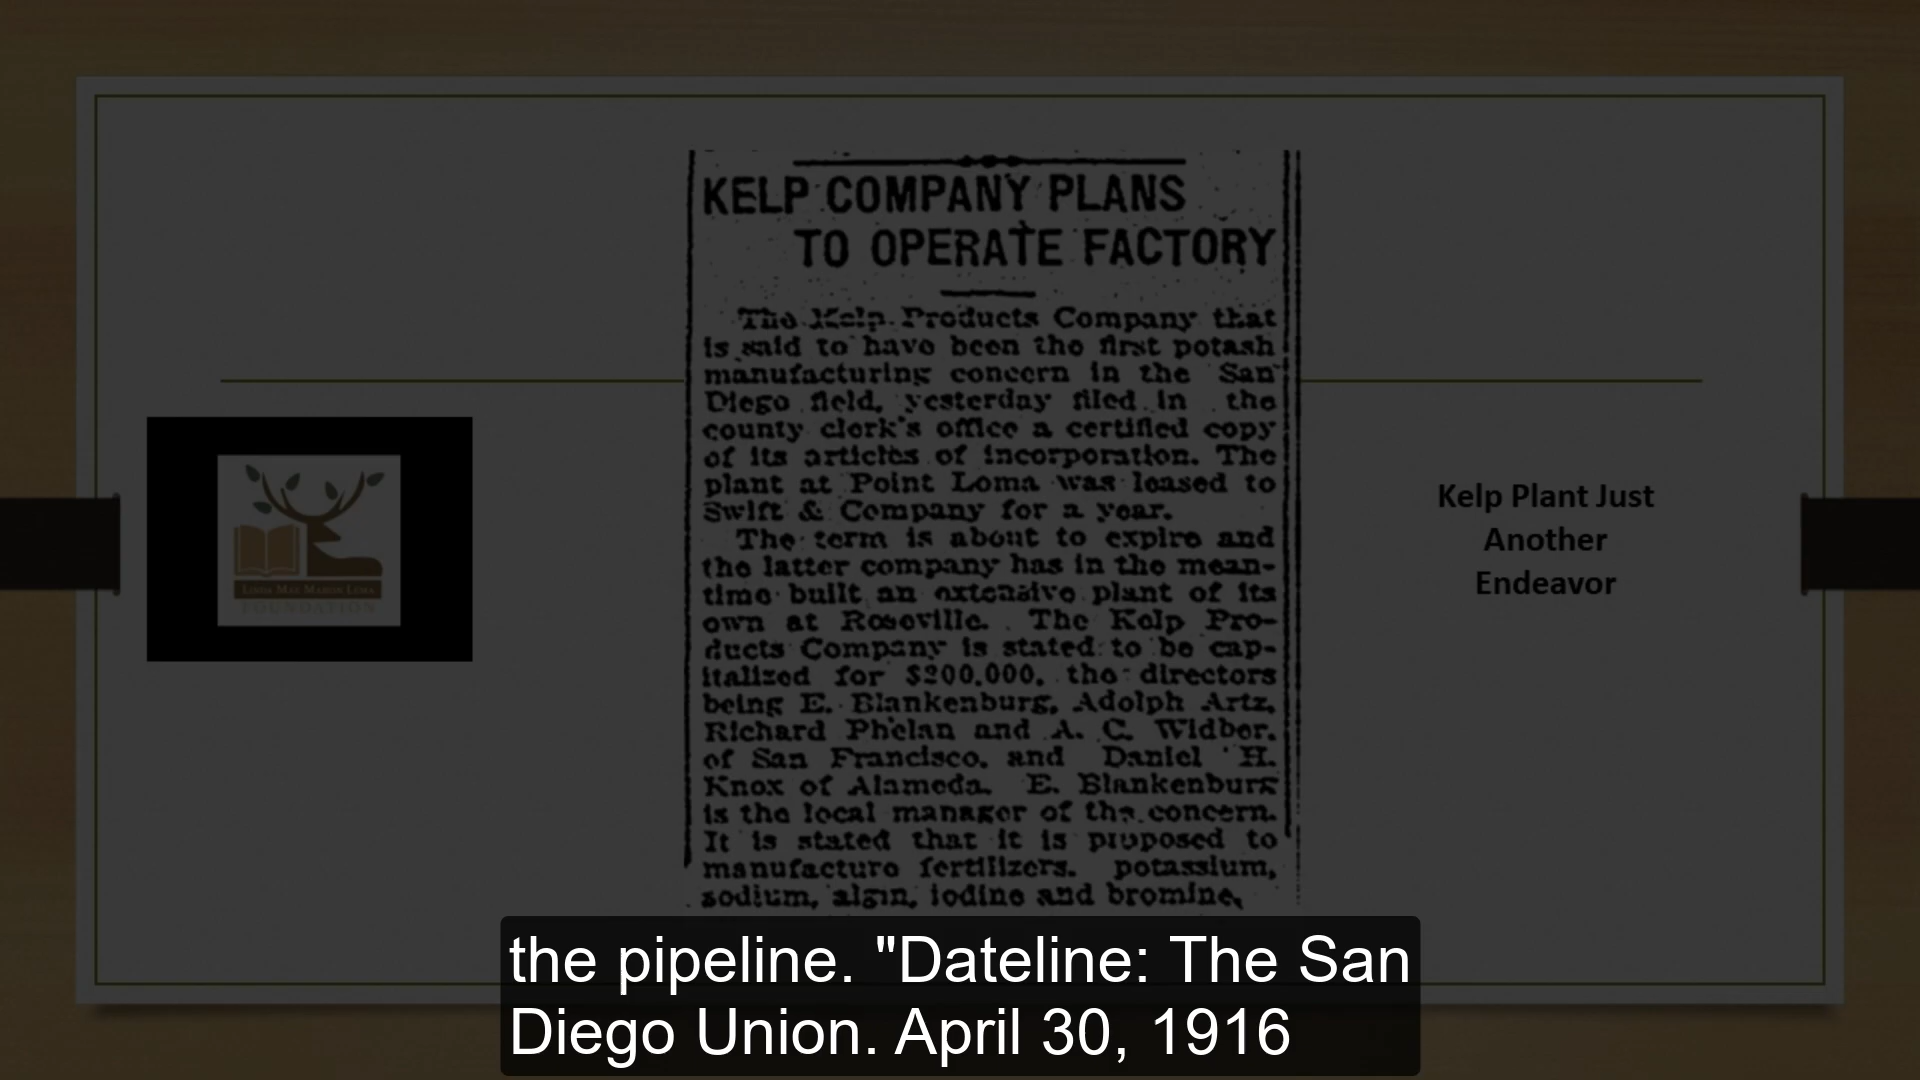 KELP COMPANY PLANS
TO OPERATE FACTORY
The Kelp Products Company that
is said to have been the first potash
manufacturing concern in the San
Diego field, yesterday filed in the
county clerk's office a certified copy
of its articles of incorporation. The
plant at Point Loma was leased to
Swift & Company for a year.
The term is about to expire and
the latter company has in the mean-
time built an extensive plant of its
own at Roseville. The Kelp Pro-
ducts Company is stated to be cap-
italized for $200,000, the directors
being E. Blankenburg, Adolph Artz,
Richard Phelan and A. C. Widber,
of San Francisco, and Daniel H.
Knox of Alameda. E. Blankenburg
is the local manager of the concern.
It is stated that it is proposed to
manufacture fertilizers, potassium,
sodium, algin, iodine and bromine,
LINDA MAE MAJOR LEMA
FOUNDATION
Kelp Plant Just
Another
Endeavor
the pipeline. "Dateline: The San
Diego Union. April 30, 1916